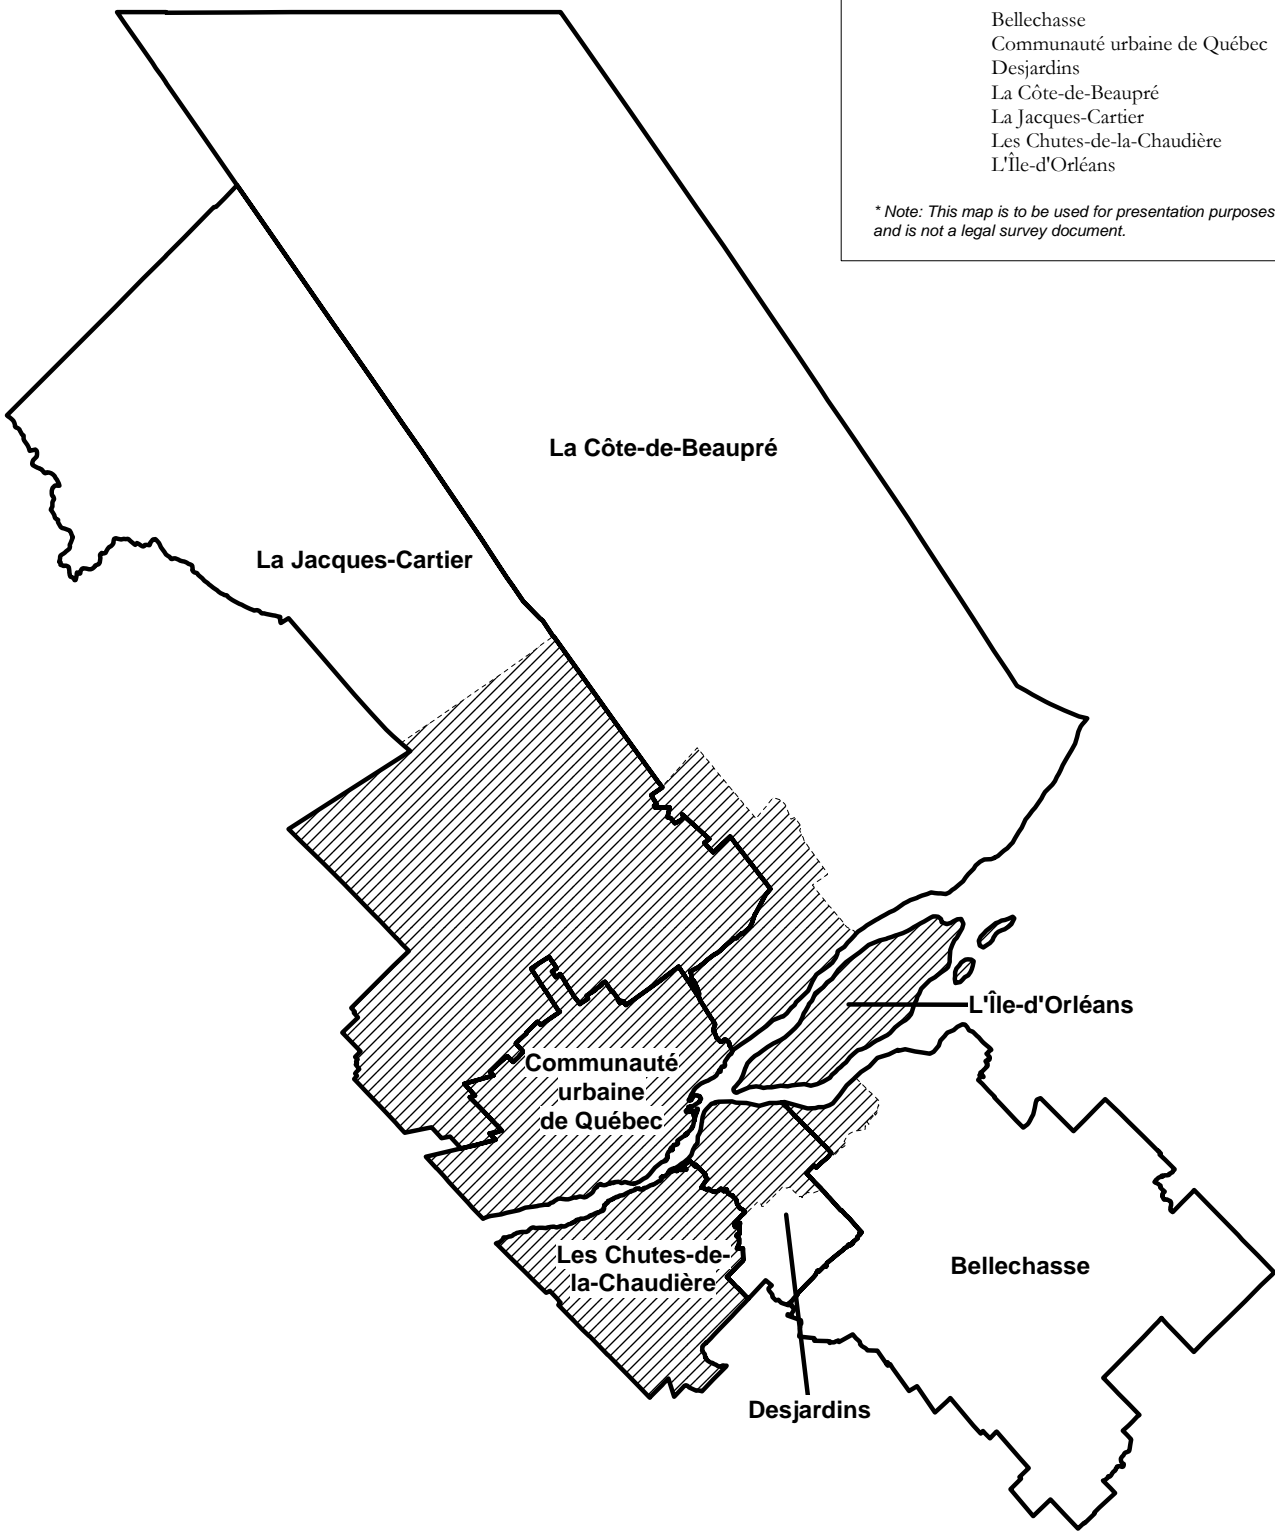 Bellechasse
Communauté urbaine de Québec
Desjardins
La Côte-de-Beaupré
La Jacques-Cartier
Les Chutes-de-la-Chaudière
L'Île-d'Orléans
* Note: This map is to be used for presentation purposes
and is not a legal survey document.
La Côte-de-Beaupré
La Jacques-Cartier
L'Île-d'Orléans
Communauté
urbaine
de Québec
Les Chutes-de-
la-Chaudière
Bellechasse
Desjardins